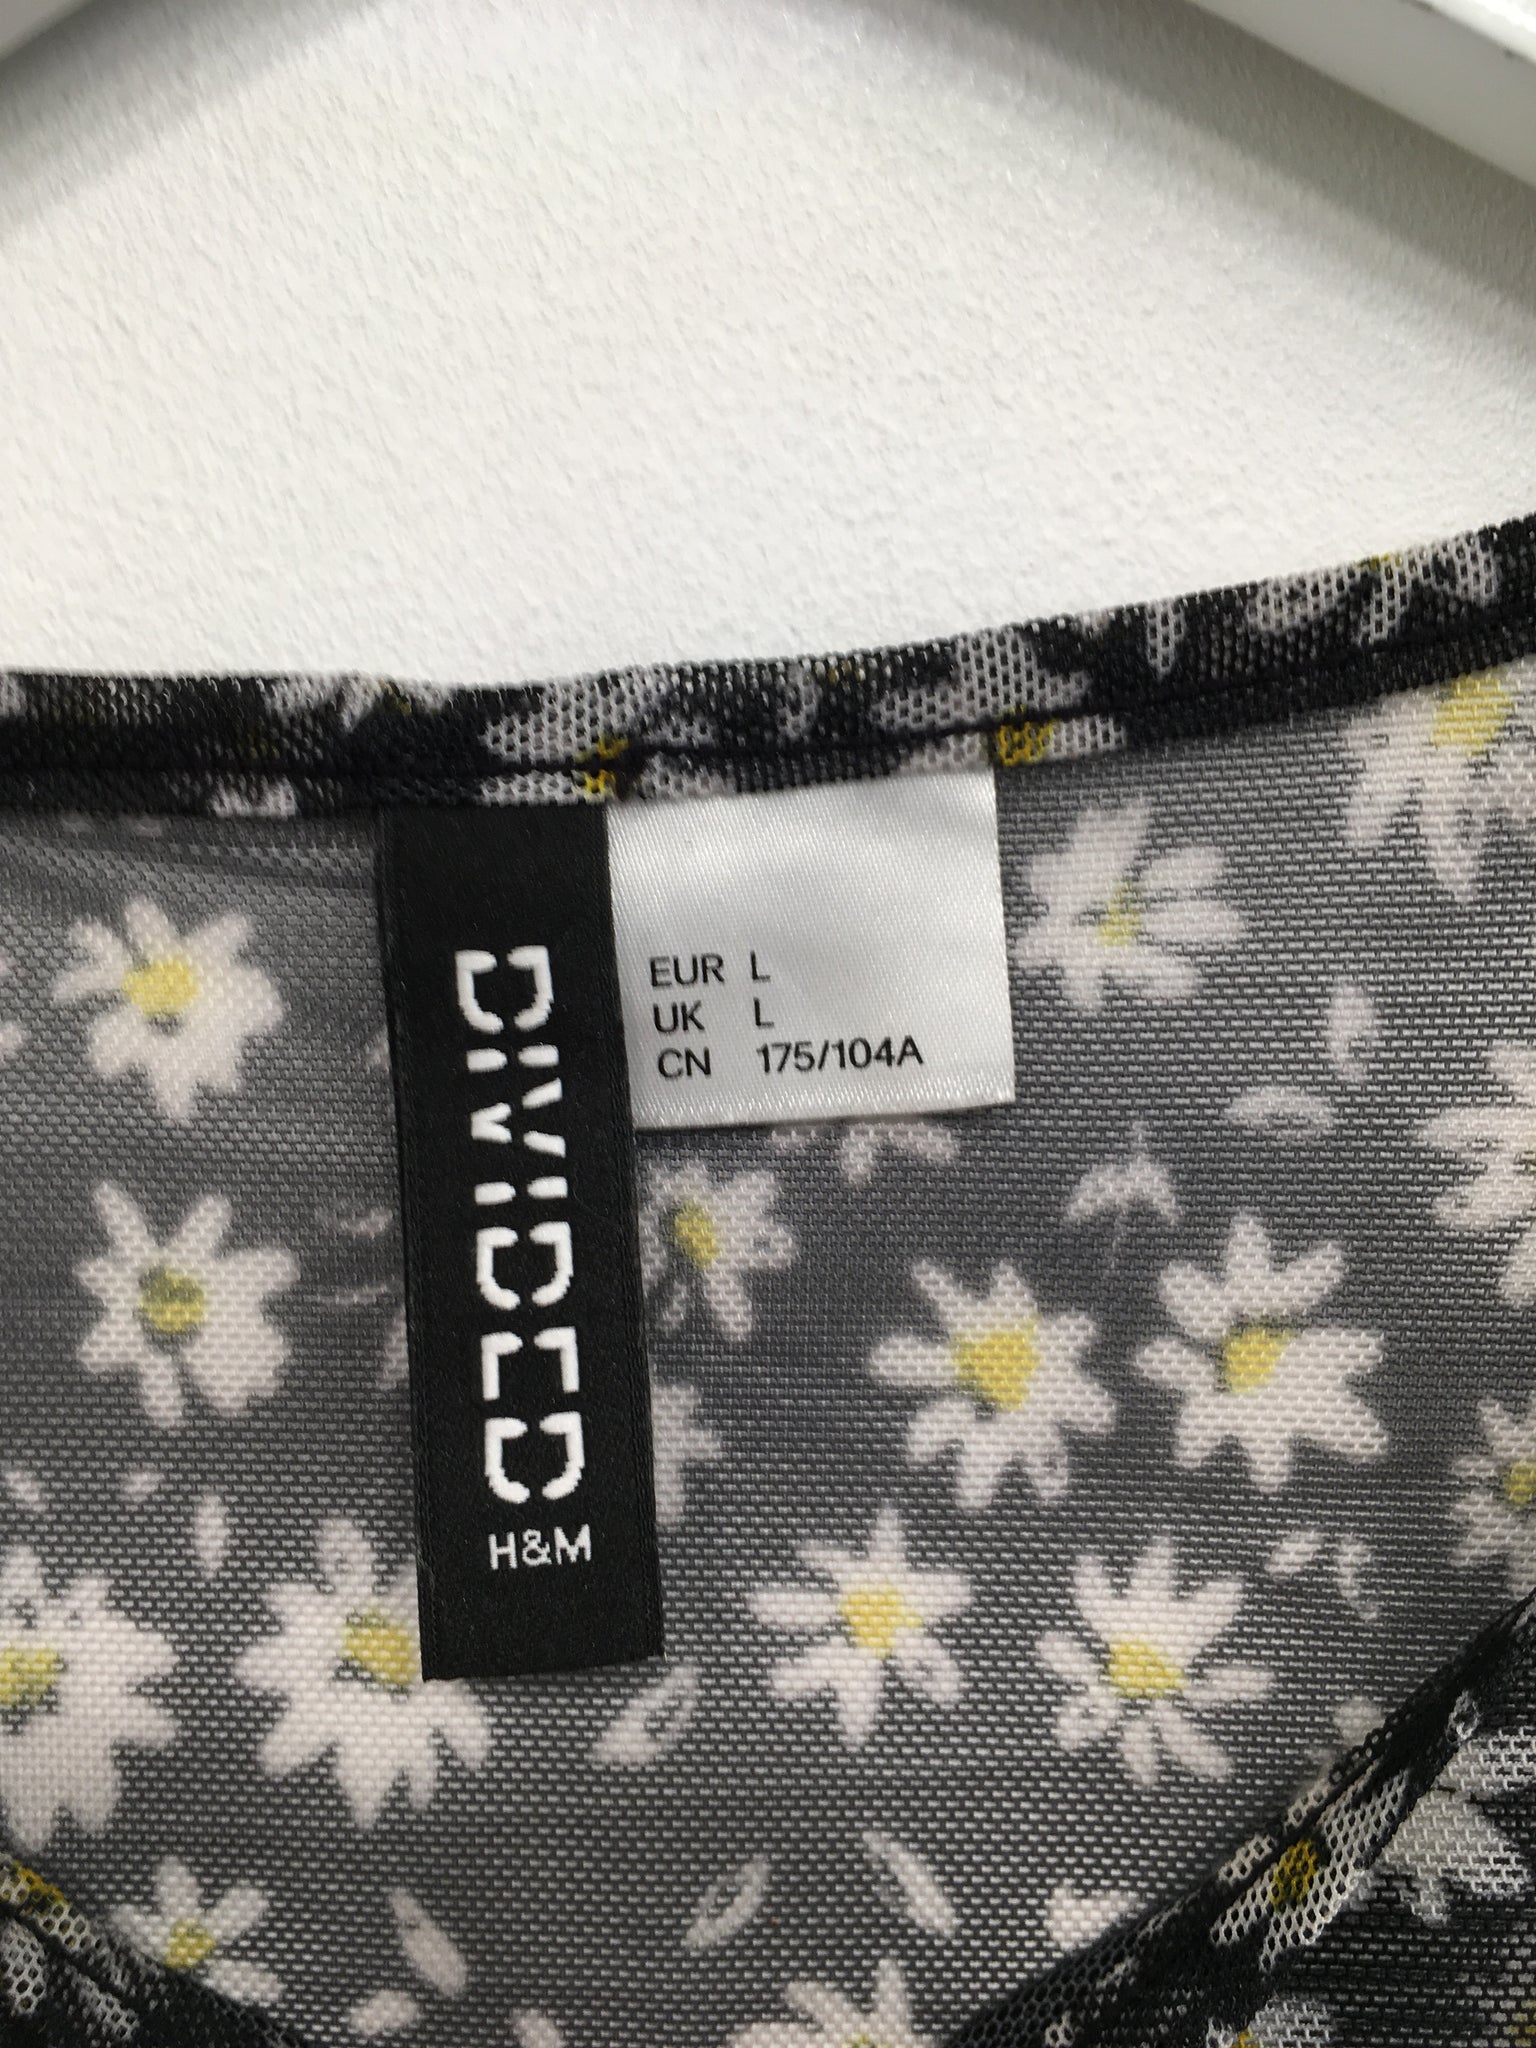 DIVIDED
H&M
EUR L
UK L
CN 175/104A